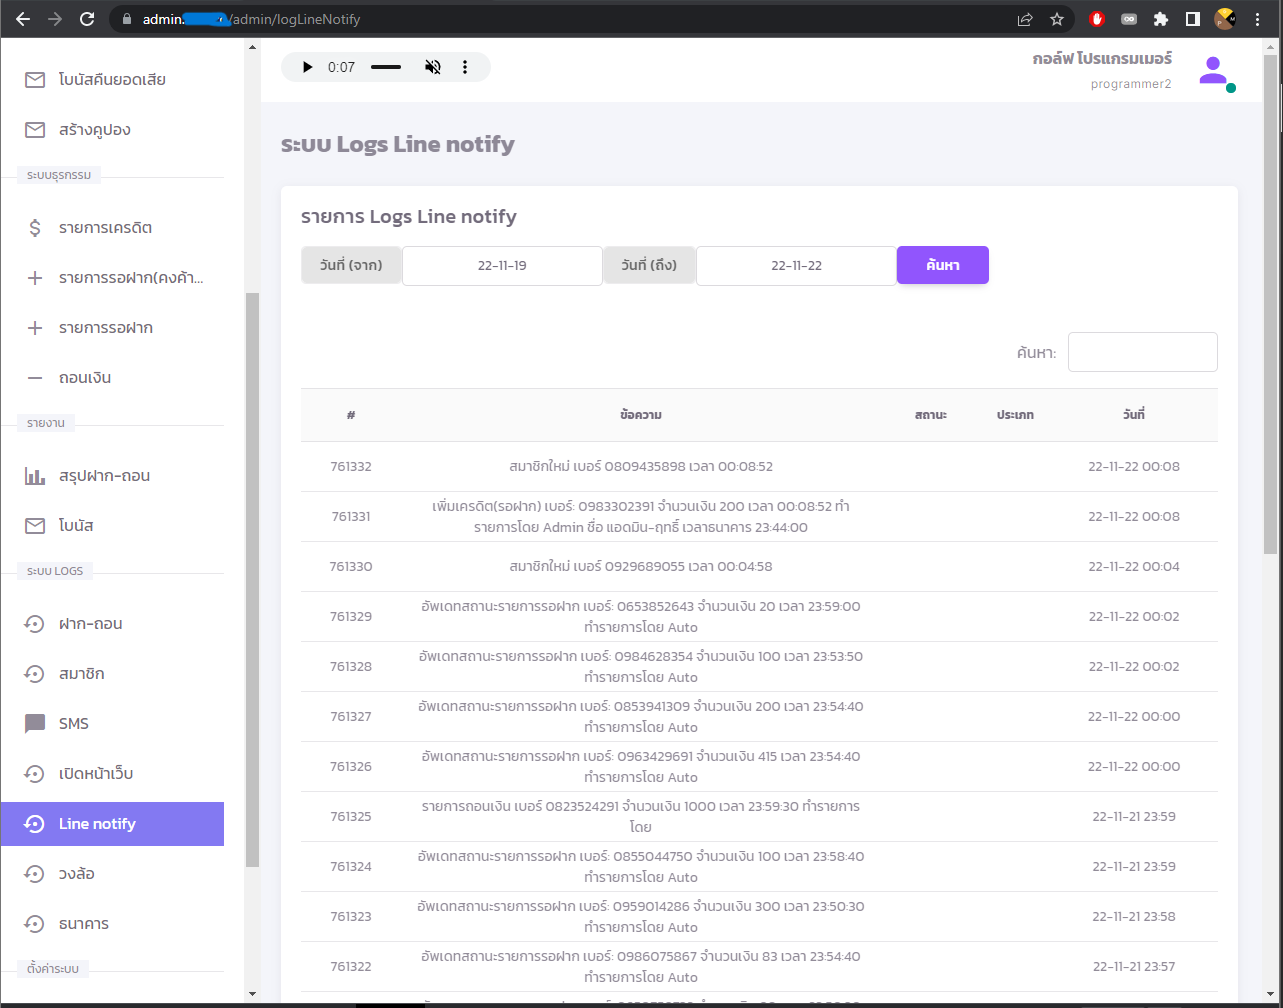 admin. /admin/logLineNotify
0:07
กอล์ฟ โปรแกรมเมอร์
programmer2
โบนัสคืนยอดเสีย
สร้างคูปอง
ระบบธุรกรรม
รายการเครดิต
รายการรอฝาก(คงค้า...
รายการรอฝาก
ถอนเงิน
รายงาน
สรุปฝาก-ถอน
โบนัส
ระบบ LOGS
ฝาก-ถอน
สมาชิก
SMS
เปิดหน้าเว็บ
Line notify
วงล้อ
ธนาคาร
ตั้งค่าระบบ
ระบบ Logs Line notify
รายการ Logs Line notify
วันที่ (จาก) 22-11-19 วันที่ (ถึง) 22-11-22 ค้นหา
ค้นหา:
# ข้อความ สถานะ ประเภท วันที่
761332 สมาชิกใหม่ เบอร์ 0809435898 เวลา 00:08:52 22-11-22 00:08
เพิ่มเครดิต(รอฝาก) เบอร์: 0983302391 จำนวนเงิน 200 เวลา 00:08:52 ทำ
761331 รายการโดย Admin ชื่อ แอดมิน-ฤทธิ์ เวลาธนาคาร 23:44:00 22-11-22 00:08
761330 สมาชิกใหม่ เบอร์ 0929689055 เวลา 00:04:58 22-11-22 00:04
อัพเดทสถานะรายการรอฝาก เบอร์: 0653852643 จำนวนเงิน 20 เวลา 23:59:00
761329 ทำรายการโดย Auto 22-11-22 00:02
อัพเดทสถานะรายการรอฝาก เบอร์: 0984628354 จำนวนเงิน 100 เวลา 23:53:50
761328 ทำรายการโดย Auto 22-11-22 00:02
อัพเดทสถานะรายการรอฝาก เบอร์: 0853941309 จำนวนเงิน 200 เวลา 23:54:40
761327 ทำรายการโดย Auto 22-11-22 00:00
อัพเดทสถานะรายการรอฝาก เบอร์: 0963429691 จำนวนเงิน 415 เวลา 23:54:40
761326 ทำรายการโดย Auto 22-11-22 00:00
รายการถอนเงิน เบอร์ 0823524291 จำนวนเงิน 1000 เวลา 23:59:30 ทำรายการ
761325 โดย 22-11-21 23:59
อัพเดทสถานะรายการรอฝาก เบอร์: 0855044750 จำนวนเงิน 100 เวลา 23:58:40
761324 ทำรายการโดย Auto 22-11-21 23:59
อัพเดทสถานะรายการรอฝาก เบอร์: 0959014286 จำนวนเงิน 300 เวลา 23:50:30
761323 ทำรายการโดย Auto 22-11-21 23:58
อัพเดทสถานะรายการรอฝาก เบอร์: 0986075867 จำนวนเงิน 83 เวลา 23:54:40
761322 ทำรายการโดย Auto 22-11-21 23:57